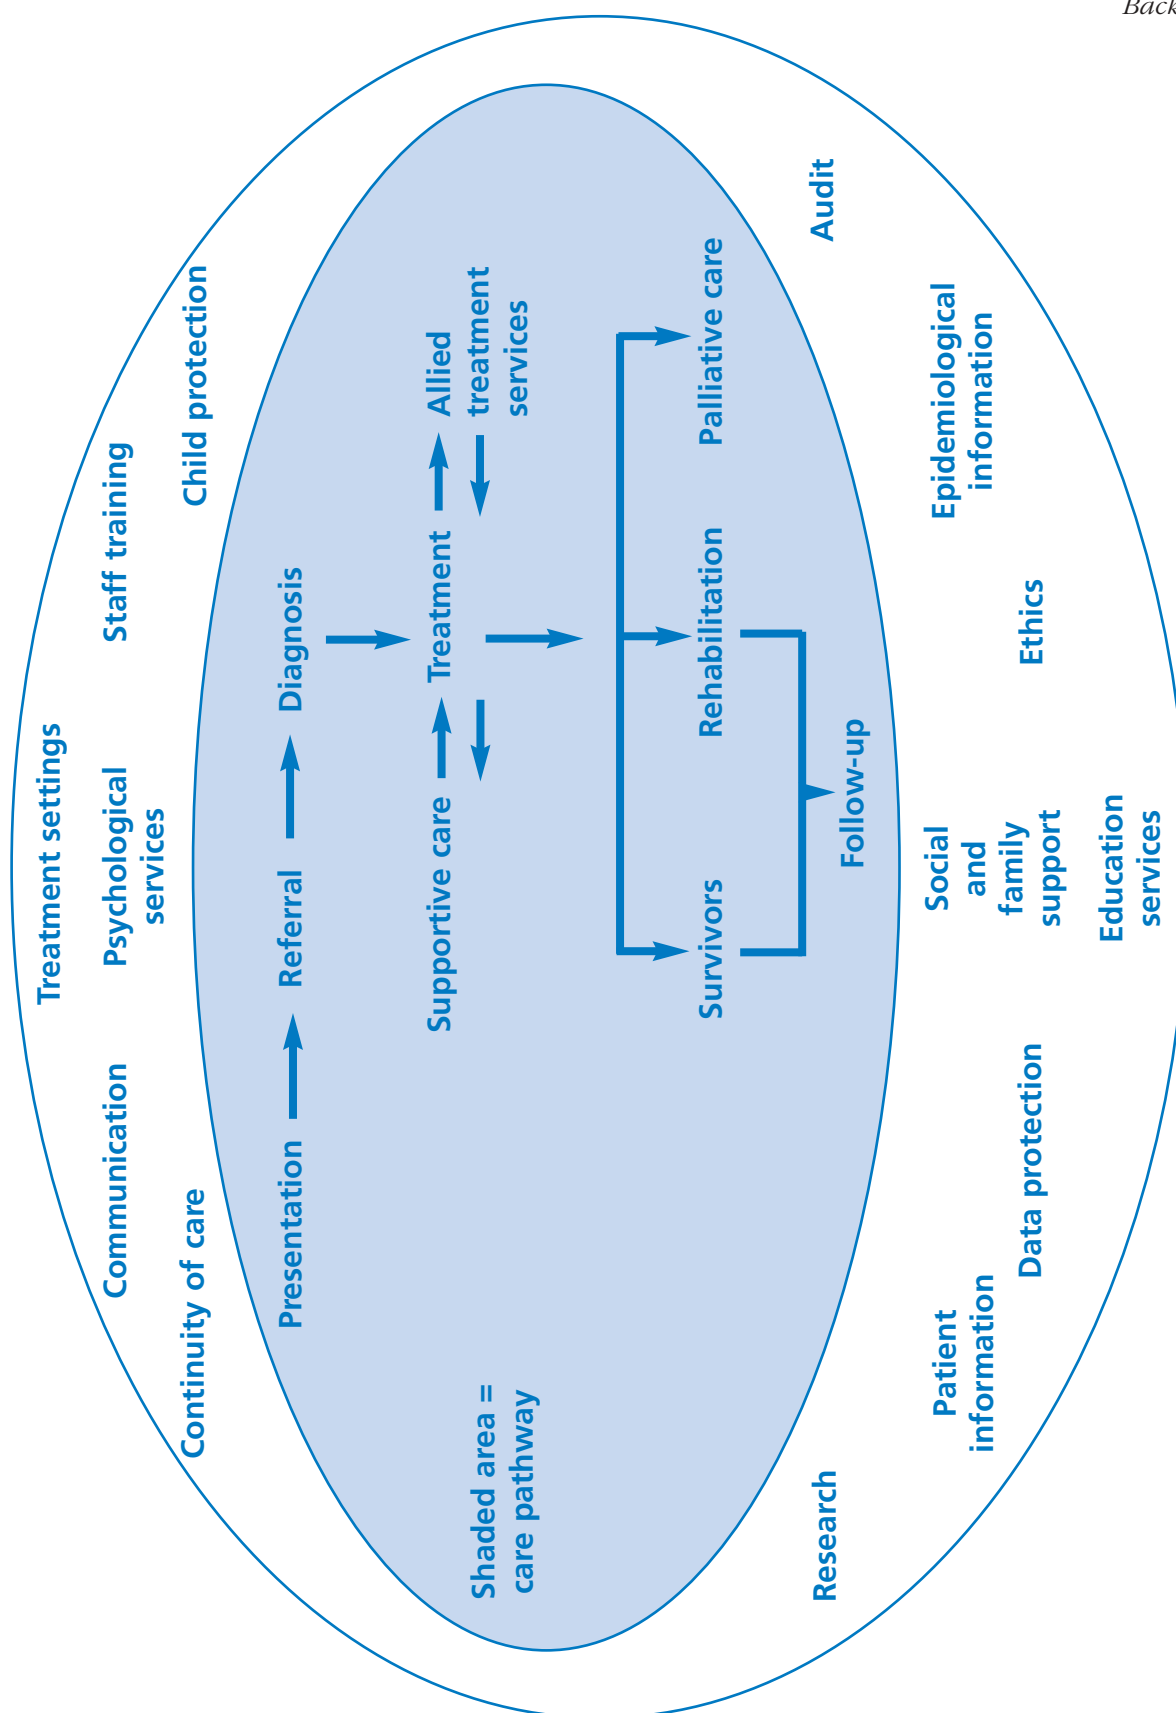 Back
Treatment settings
Communication
Psychological
services
Staff training
Continuity of care
Child protection
Presentation
Referral
Diagnosis
Supportive care
Treatment
Allied
treatment
services
Shaded area =
care pathway
Survivors
Rehabilitation
Palliative care
Follow-up
Research
Audit
Patient
information
Social
and
family
support
Epidemiological
information
Data protection
Ethics
Education
services